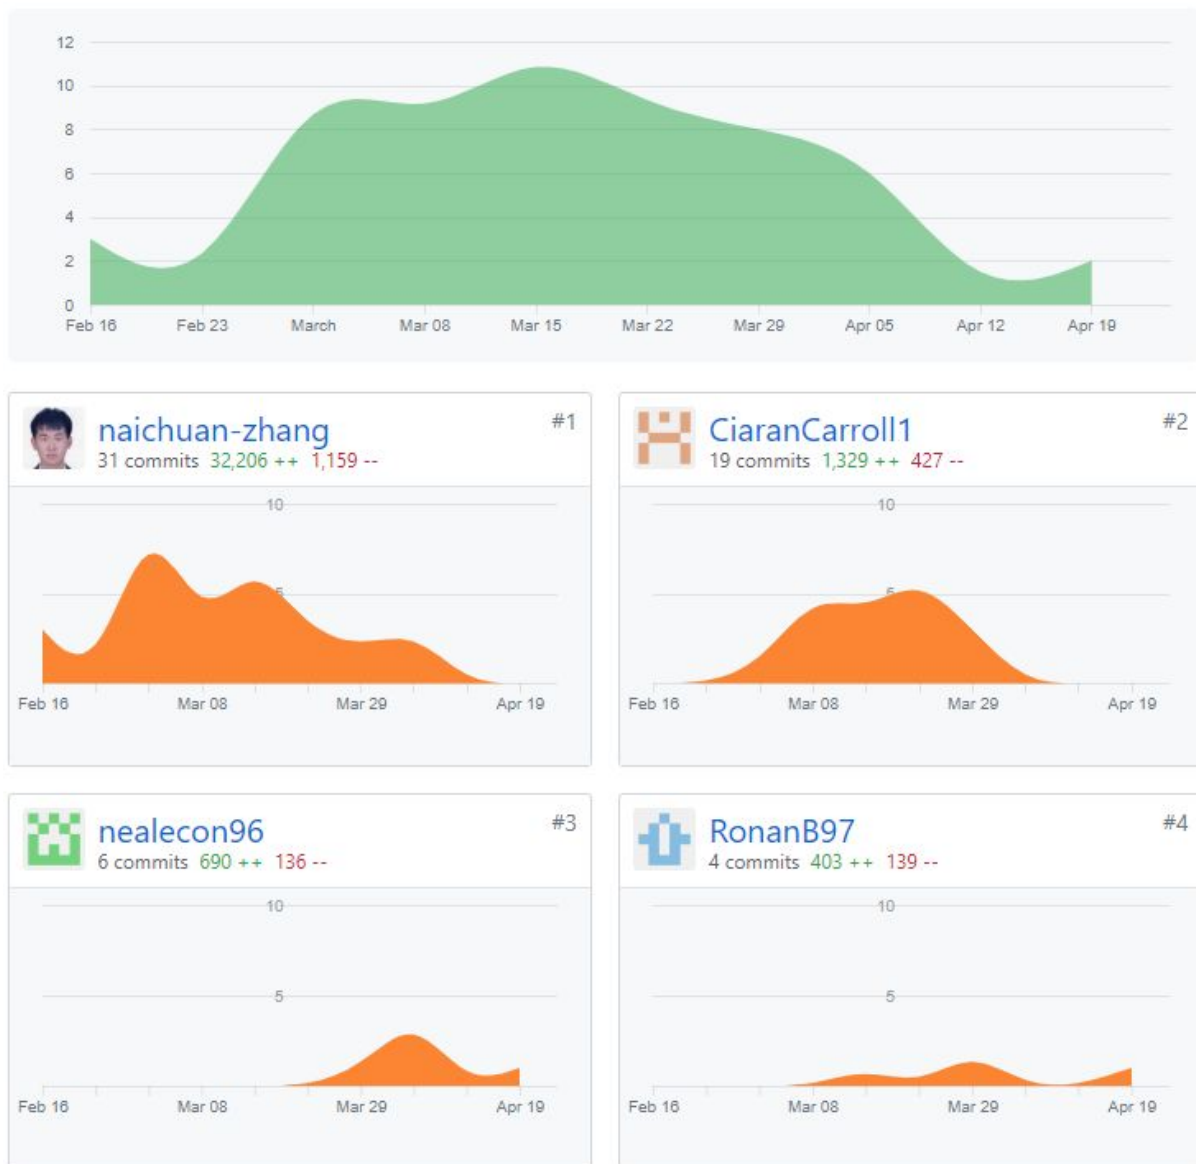 12
10
8
6
4
2
0
Feb 16 Feb 23 March Mar 08 Mar 15 Mar 22 Mar 29 Apr 05 Apr 12 Apr 19
naichuan-zhang #1
31 commits 32,206 ++ 1,159 --
10
5
Feb 16 Mar 08 Mar 29 Apr 19
CiaranCarroll1 #2
19 commits 1,329 ++ 427 --
10
5
Feb 16 Mar 08 Mar 29 Apr 19
nealecon96 #3
6 commits 690 ++ 136 --
10
5
Feb 16 Mar 08 Mar 29 Apr 19
RonanB97 #4
4 commits 403 ++ 139 --
10
5
Feb 16 Mar 08 Mar 29 Apr 19